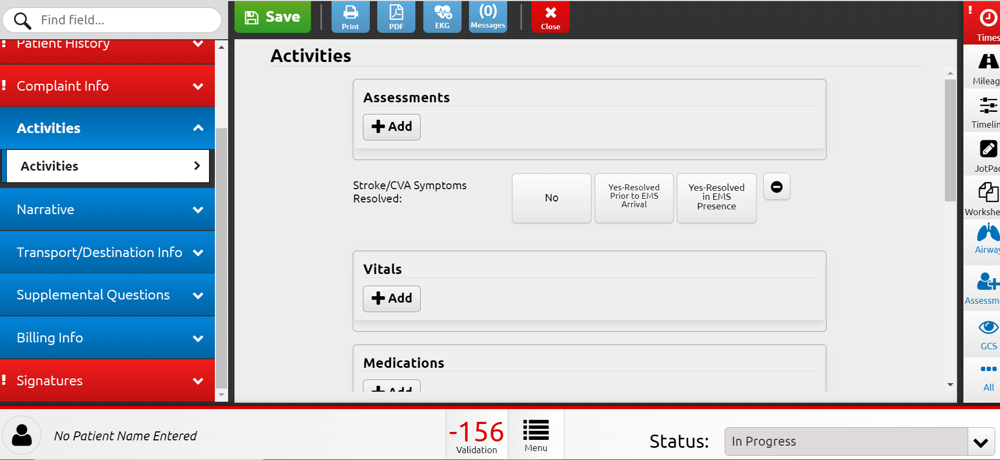 Find field...
Save
Print
PDF
EKG
(0)
Messages
Close
! Patient History
! Complaint Info
Activities
Activities
Narrative
Transport/Destination Info
Supplemental Questions
Billing Info
! Signatures
Activities
Assessments
Add
Stroke/CVA Symptoms
Resolved:
No
Yes-Resolved
Prior to EMS
Arrival
Yes-Resolved
in EMS
Presence
Vitals
Add
Medications
Add
!
Times
Mileag
Timelin
JotPad
Workshe
Airway
Assessm
GCS
All
No Patient Name Entered
-156
Validation
Menu
Status:
In Progress